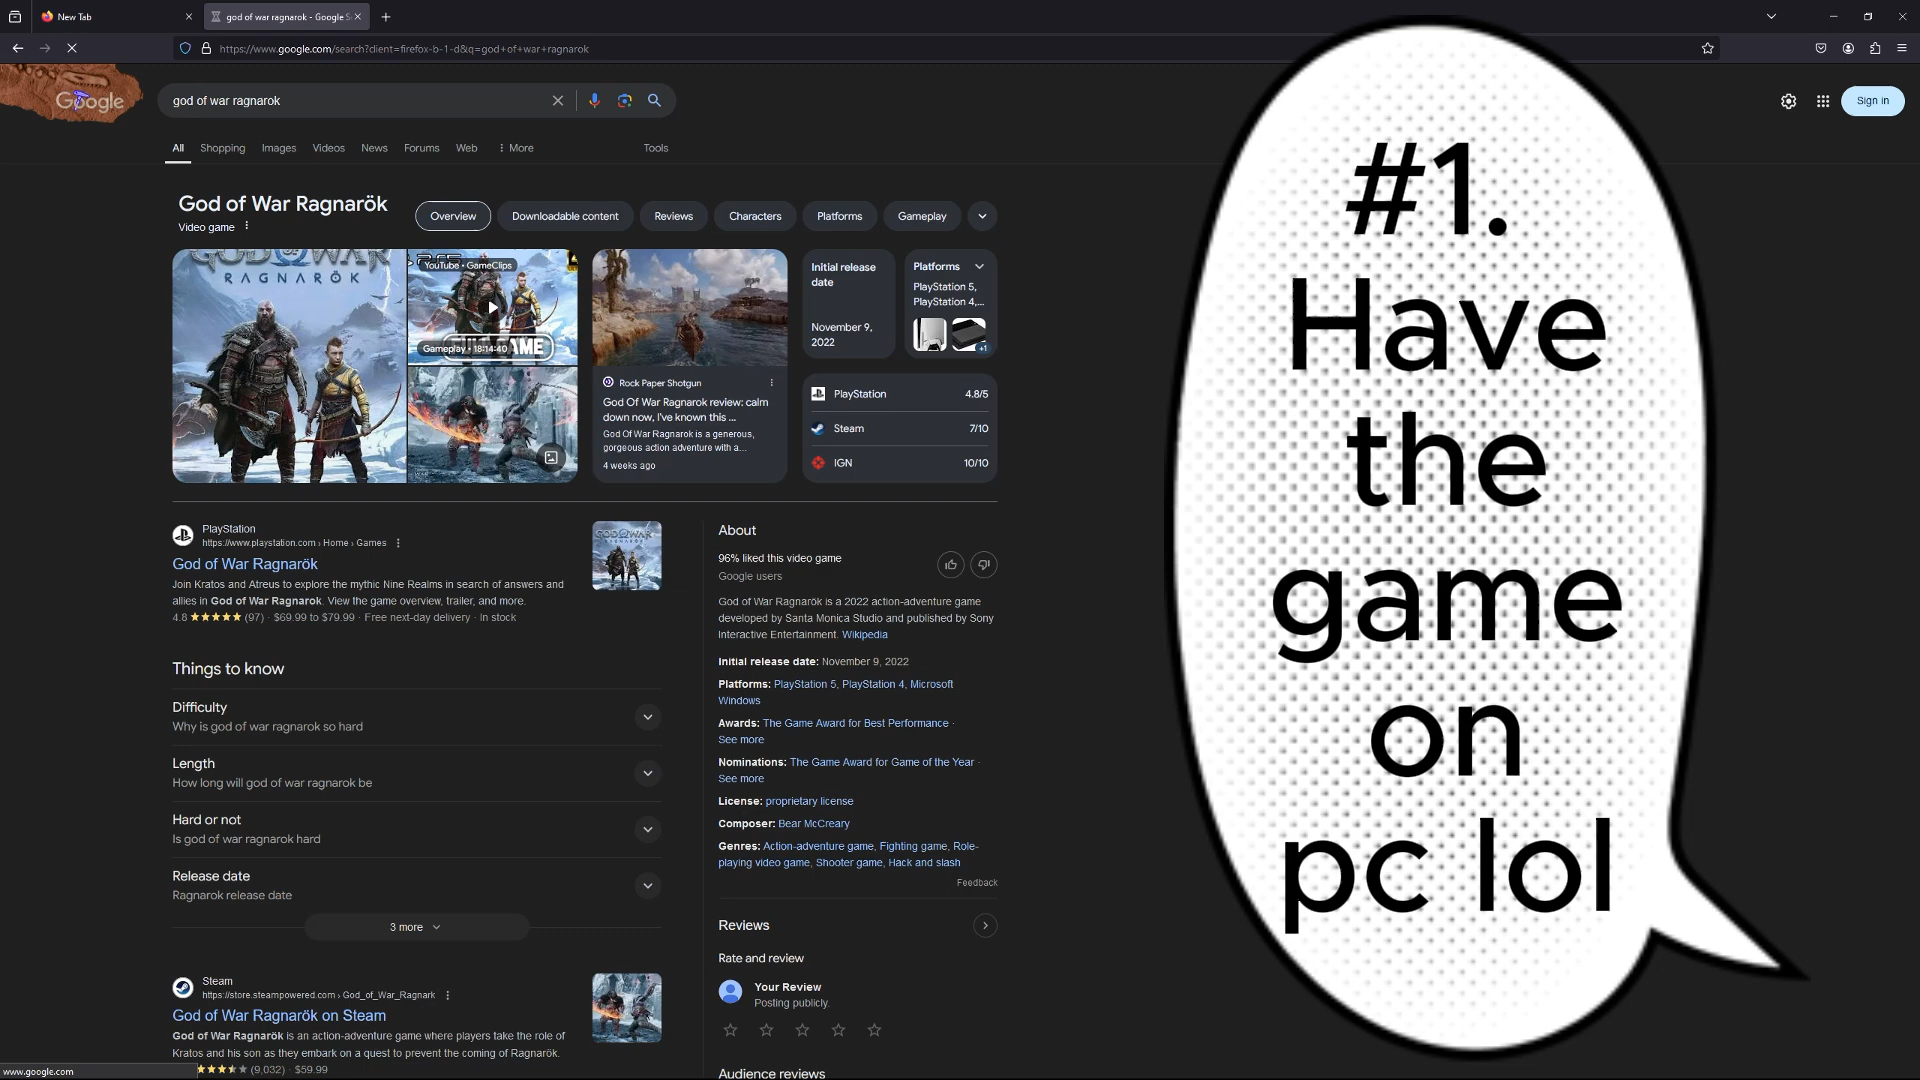 New Tab
god of war ragnarok - Google S
https://www.google.com/search?client=firefox-b-1-d&q=god+of+war+ragnarok
Google
god of war ragnarok
Sign in
All
Shopping
Images
Videos
News
Forums
Web
More
Tools
God of War Ragnarök
Video game
Overview
Downloadable content
Reviews
Characters
Platforms
Gameplay
RAGNARÖK
YouTube • GameClips
Gameplay • 18:14:40
Rock Paper Shotgun
God Of War Ragnarok review: calm
down now, I've known this ...
God Of War Ragnarok is a generous,
gorgeous action adventure with a...
4 weeks ago
Initial release
date
November 9,
2022
Platforms
PlayStation 5,
PlayStation 4,...
+1
PlayStation 4.8/5
Steam 7/10
IGN 10/10
PlayStation
https://www.playstation.com › Home › Games
God of War Ragnarök
Join Kratos and Atreus to explore the mythic Nine Realms in search of answers and
allies in God of War Ragnarok. View the game overview, trailer, and more.
4.8 (97) · $69.99 to $79.99 · Free next-day delivery · In stock
Things to know
Difficulty
Why is god of war ragnarok so hard
Length
How long will god of war ragnarok be
Hard or not
Is god of war ragnarok hard
Release date
Ragnarok release date
3 more
Steam
https://store.steampowered.com › God_of_War_Ragnark
God of War Ragnarök on Steam
God of War Ragnarök is an action-adventure game where players take the role of
Kratos and his son as they embark on a quest to prevent the coming of Ragnarök.
(9,032) · $59.99
www.google.com
About
96% liked this video game
Google users
God of War Ragnarök is a 2022 action-adventure game
developed by Santa Monica Studio and published by Sony
Interactive Entertainment. Wikipedia
Initial release date: November 9, 2022
Platforms: PlayStation 5, PlayStation 4, Microsoft
Windows
Awards: The Game Award for Best Performance ·
See more
Nominations: The Game Award for Game of the Year ·
See more
License: proprietary license
Composer: Bear McCreary
Genres: Action-adventure game, Fighting game, Role-
playing video game, Shooter game, Hack and slash
Feedback
Reviews
Rate and review
Your Review
Posting publicly.
Audience reviews
#1.
Have
the
game
on
pc lol